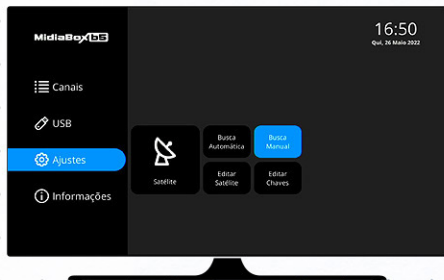 MidiaBox B5
16:50
Qui, 26 Maio 2022
Canais
USB
Ajustes
Informações
Satélite
Busca
Automática
Busca
Manual
Editar
Satélite
Editar
Chaves